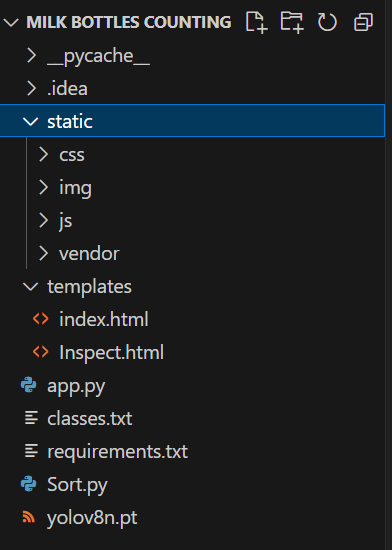 MILK BOTTLES COUNTING
__pycache__
.idea
static
css
img
js
vendor
templates
index.html
Inspect.html
app.py
classes.txt
requirements.txt
Sort.py
yolov8n.pt